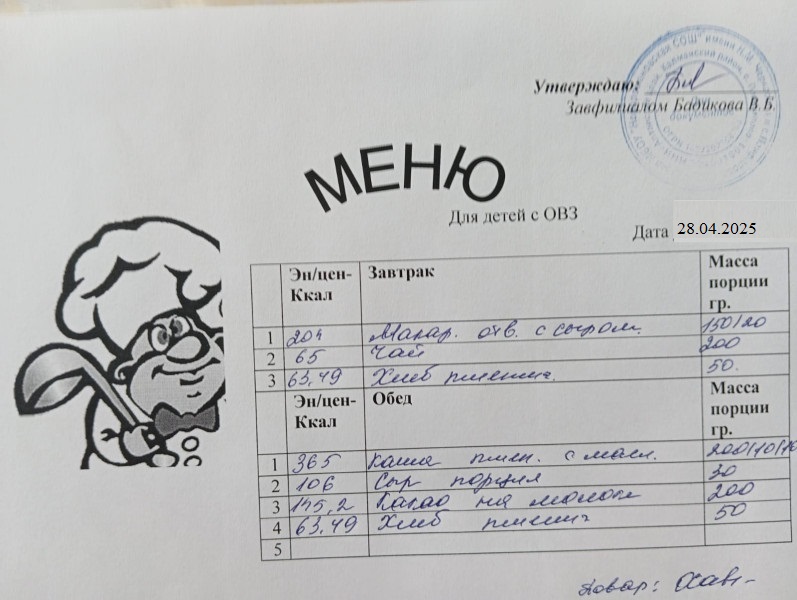 Утверждаю:
Завфилиалом Бадикова В.Б.
МЕНЮ
Для детей с ОВЗ
Дата 28.04.2025
Эн/цен-Ккал Завтрак Масса порции гр.
1 204 Макар. отв. с сыром. 150/20
2 65 Чай 200
3 63,49 Хлеб пшенич. 50.
Эн/цен-Ккал Обед Масса порции гр.
1 365 Каша пшен. с масл. 200/10/10
2 106 Сыр порция 30
3 145,2 Какао на молоке 200
4 63,49 Хлеб пшенич 50
5
Повар: